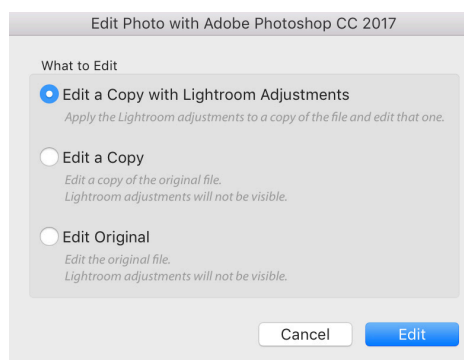 Edit Photo with Adobe Photoshop CC 2017
What to Edit
Edit a Copy with Lightroom Adjustments
Apply the Lightroom adjustments to a copy of the file and edit that one.
Edit a Copy
Edit a copy of the original file.
Lightroom adjustments will not be visible.
Edit Original
Edit the original file.
Lightroom adjustments will not be visible.
Cancel Edit